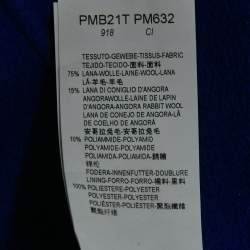 PMB21T PM632
918 CI
TESSUTO-GEWEBE-TISSUS-FABRIC
TEJIDO-TECIDO-面料-面料
75% LANA-WOLLE-LAINE-WOOL-LANA
LÃ-羊毛-羊毛
15% LANA DI CONIGLIO D'ANGORA
ANGORAWOLLE-LAINE DE LAPIN
D'ANGORA-ANGORA RABBIT WOOL
LANA DE CONEJO DE ANGORA-LÃ
DE COELHO DE ANGORÁ
安哥拉兔毛-安哥拉兔毛
10% POLIAMMIDE-POLYAMID
POLYAMIDE-POLYAMIDE
POLIAMIDA-POLIAMIDA-錦綸
锦纶
FODERA-INNENFUTTER-DOUBLURE
LINING-FORRO-FORRO-裡料-里料
100% POLIESTERE-POLYESTER
POLYESTER-POLYESTER
POLIÉSTER-POLIÉSTER-聚酯纖維
聚酯纤维